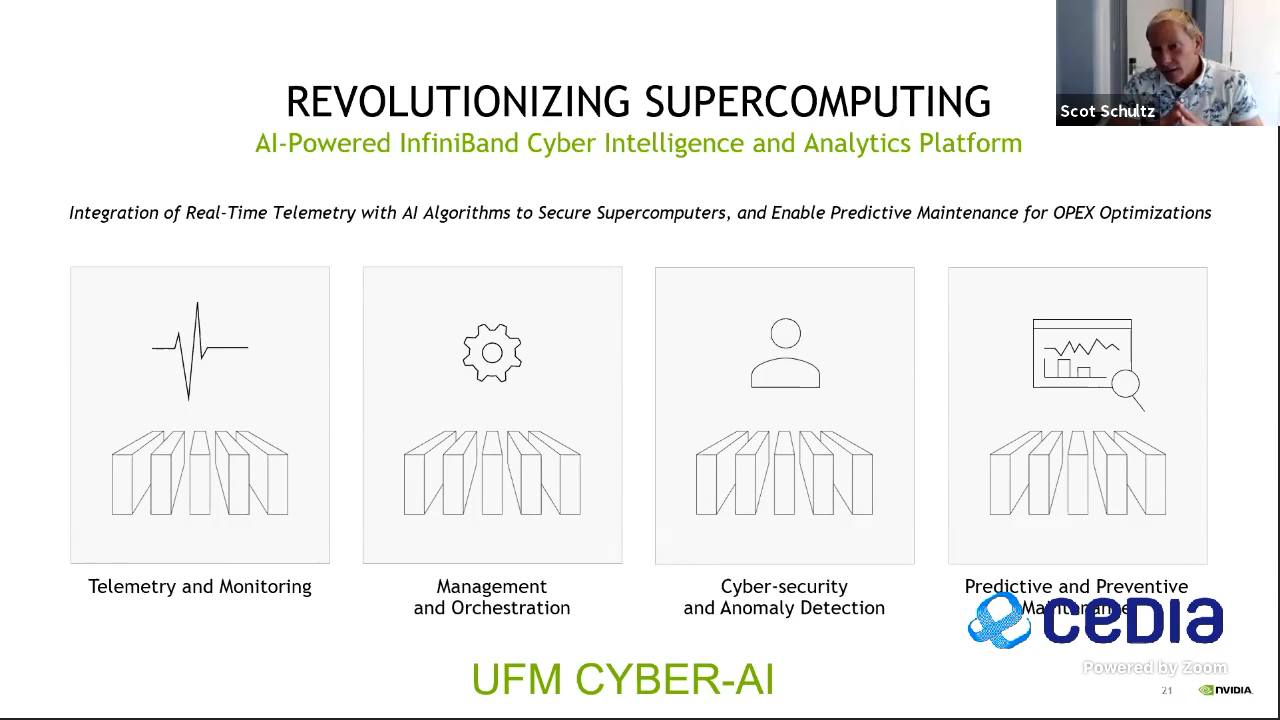 REVOLUTIONIZING SUPERCOMPUTING
AI-Powered InfiniBand Cyber Intelligence and Analytics Platform
Scot Schultz
Integration of Real-Time Telemetry with AI Algorithms to Secure Supercomputers, and Enable Predictive Maintenance for OPEX Optimizations
Telemetry and Monitoring
Management
and Orchestration
Cyber-security
and Anomaly Detection
Predictive and Preventive
Maintenance
CEDIA
Powered by Zoom
UFM CYBER-AI
21
NVIDIA.